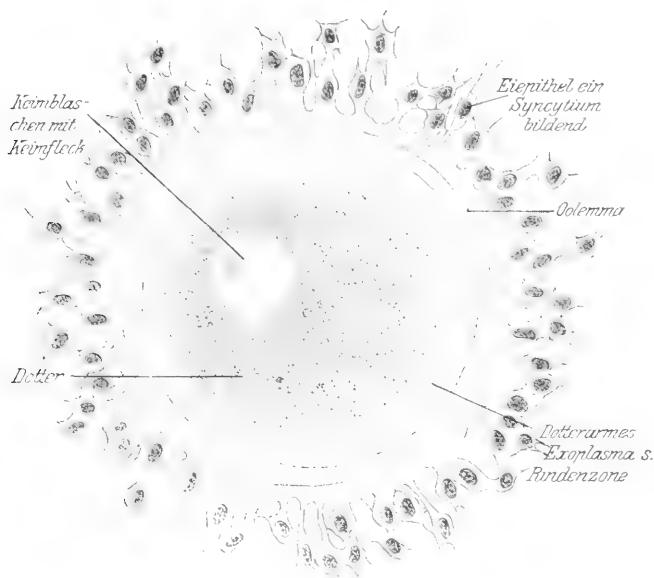 Keimbläs-
chen mit
Keimfleck
Eiepithel ein
Syncytium
bildend
Oolemma
Dotter
Dotterarmes
Exoplasma s.
Rindenzone